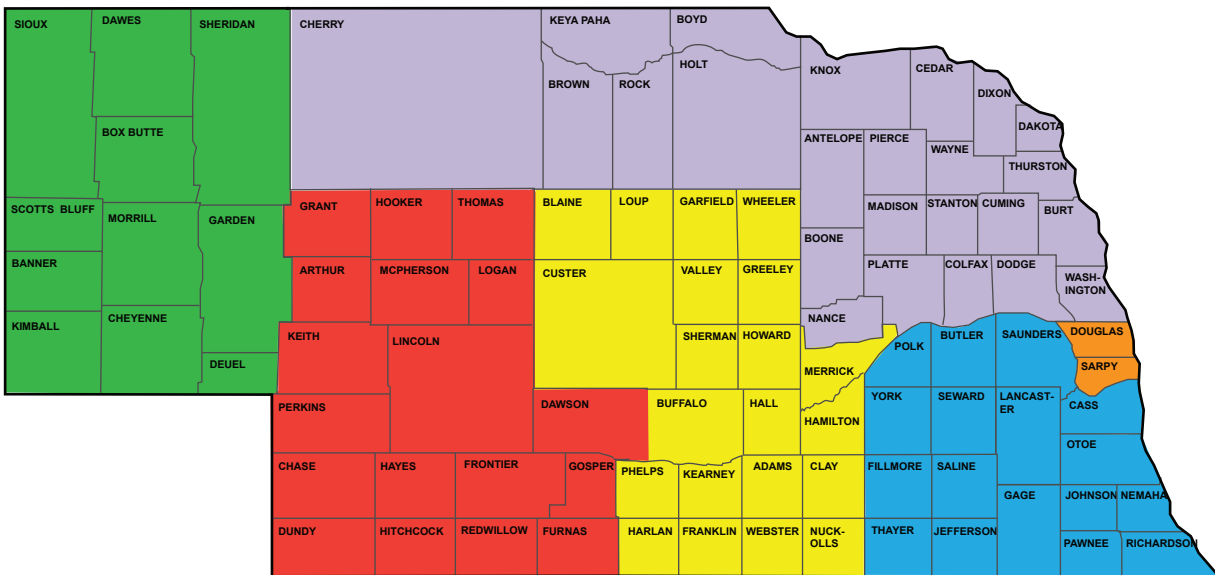 SIOUX
DAWES
SHERIDAN
CHERRY
KEYA PAHA
BOYD
HOLT
BROWN
ROCK
KNOX
CEDAR
DIXON
DAKOTA
BOX BUTTE
ANTELOPE
PIERCE
WAYNE
THURSTON
SCOTTS BLUFF
MORRILL
GARDEN
GRANT
HOOKER
THOMAS
BLAINE
LOUP
GARFIELD
WHEELER
MADISON
STANTON
CUMING
BURT
BOONE
BANNER
ARTHUR
MCPHERSON
LOGAN
CUSTER
VALLEY
GREELEY
PLATTE
COLFAX
DODGE
WASH-
INGTON
KIMBALL
CHEYENNE
NANCE
KEITH
LINCOLN
SHERMAN
HOWARD
POLK
BUTLER
SAUNDERS
DOUGLAS
DEUEL
MERRICK
SARPY
PERKINS
DAWSON
BUFFALO
HALL
HAMILTON
YORK
SEWARD
LANCAST-
ER
CASS
OTOE
CHASE
HAYES
FRONTIER
GOSPER
PHELPS
KEARNEY
ADAMS
CLAY
FILLMORE
SALINE
GAGE
JOHNSON
NEMAHA
DUNDY
HITCHCOCK
REDWILLOW
FURNAS
HARLAN
FRANKLIN
WEBSTER
NUCK-
OLLS
THAYER
JEFFERSON
PAWNEE
RICHARDSON